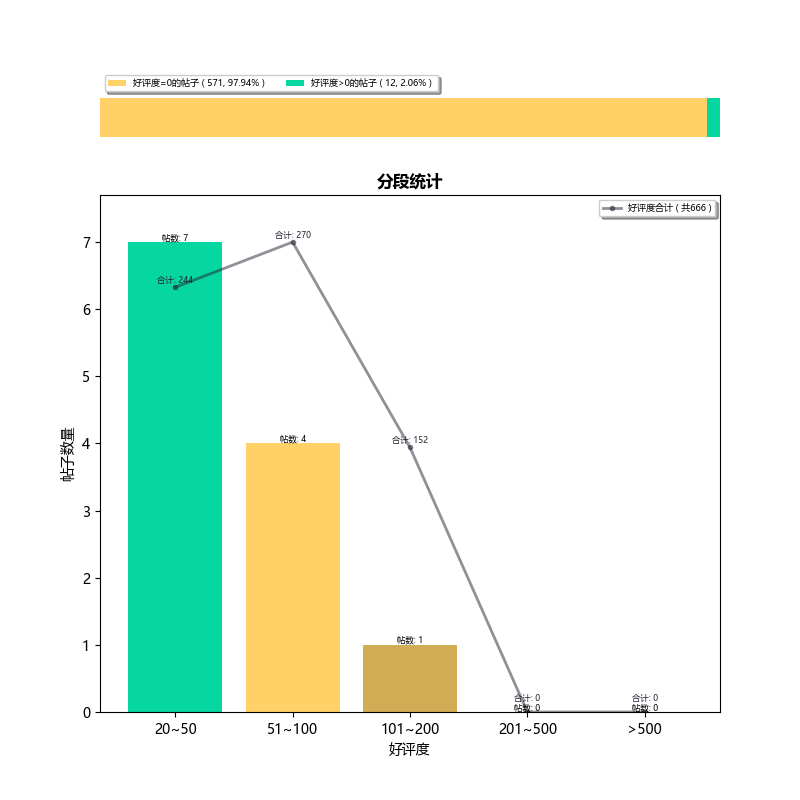 好评度=0的帖子 ( 571, 97.94% ) 好评度>0的帖子 ( 12, 2.06% )
分段统计
好评度合计 ( 共666 )
帖数: 7
合计: 270
合计: 244
合计: 152
帖数: 4
帖数: 1
合计: 0
帖数: 0
合计: 0
帖数: 0
7
6
5
4
3
2
1
0
帖子数量
20~50 51~100 101~200 201~500 >500
好评度